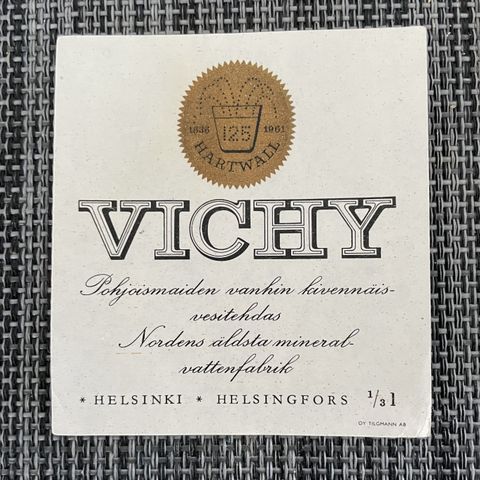 1836 125 1961
HARTWALL
VICHY
Pohjoismaiden vanhin kivennäis-
vesitehdas
Nordens äldsta mineral-
vattenfabrik
* HELSINKI * HELSINGFORS 1/3 l
OY TILGMANN AB